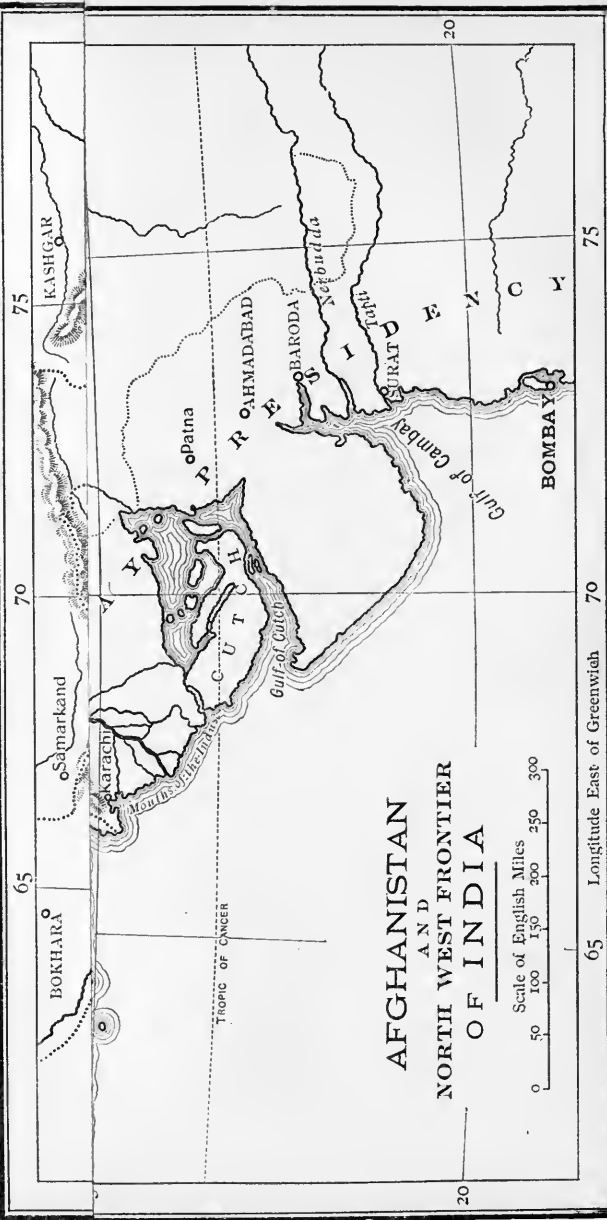 65
70
75
BOKHARA
Samarkand
KASHGAR
Karachi
Mouths of the Indus
A Y
Patna
AHMADABAD
BARODA
CUTCH
Gulf of Cutch
PRESIDENCY
Nerbudda
Tapti
SURAT
Gulf of Cambay
BOMBAY
TROPIC OF CANCER
20
20
AFGHANISTAN
AND
NORTH WEST FRONTIER
OF INDIA
Scale of English Miles
0 50 100 150 200 250 300
65
70
75
Longitude East of Greenwich